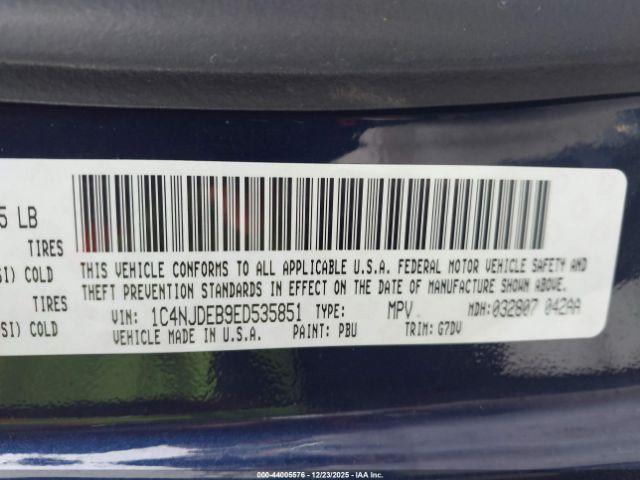 5 LB
TIRES
SI) COLD
TIRES
SI) COLD
THIS VEHICLE CONFORMS TO ALL APPLICABLE U.S.A. FEDERAL MOTOR VEHICLE SAFETY AND
THEFT PREVENTION STANDARDS IN EFFECT ON THE DATE OF MANUFACTURE SHOWN ABOVE.
VIN: 1C4NJDEB9ED535851 TYPE: MPV MDH:032807 042AA
VEHICLE MADE IN U.S.A. PAINT: PBU TRIM: G7DV
000-44005576 - 12/23/2025 - IAA Inc.